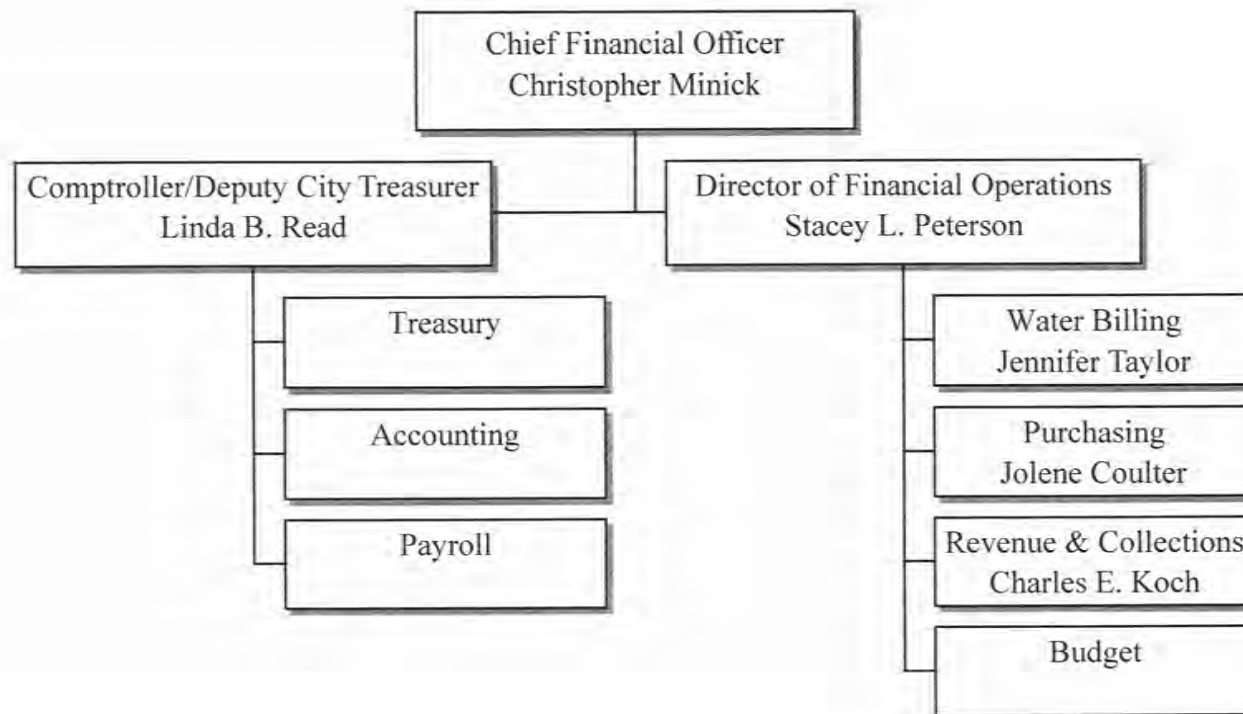 Chief Financial Officer
Christopher Minick
Comptroller/Deputy City Treasurer
Linda B. Read
Director of Financial Operations
Stacey L. Peterson
Treasury
Accounting
Payroll
Water Billing
Jennifer Taylor
Purchasing
Jolene Coulter
Revenue & Collections
Charles E. Koch
Budget